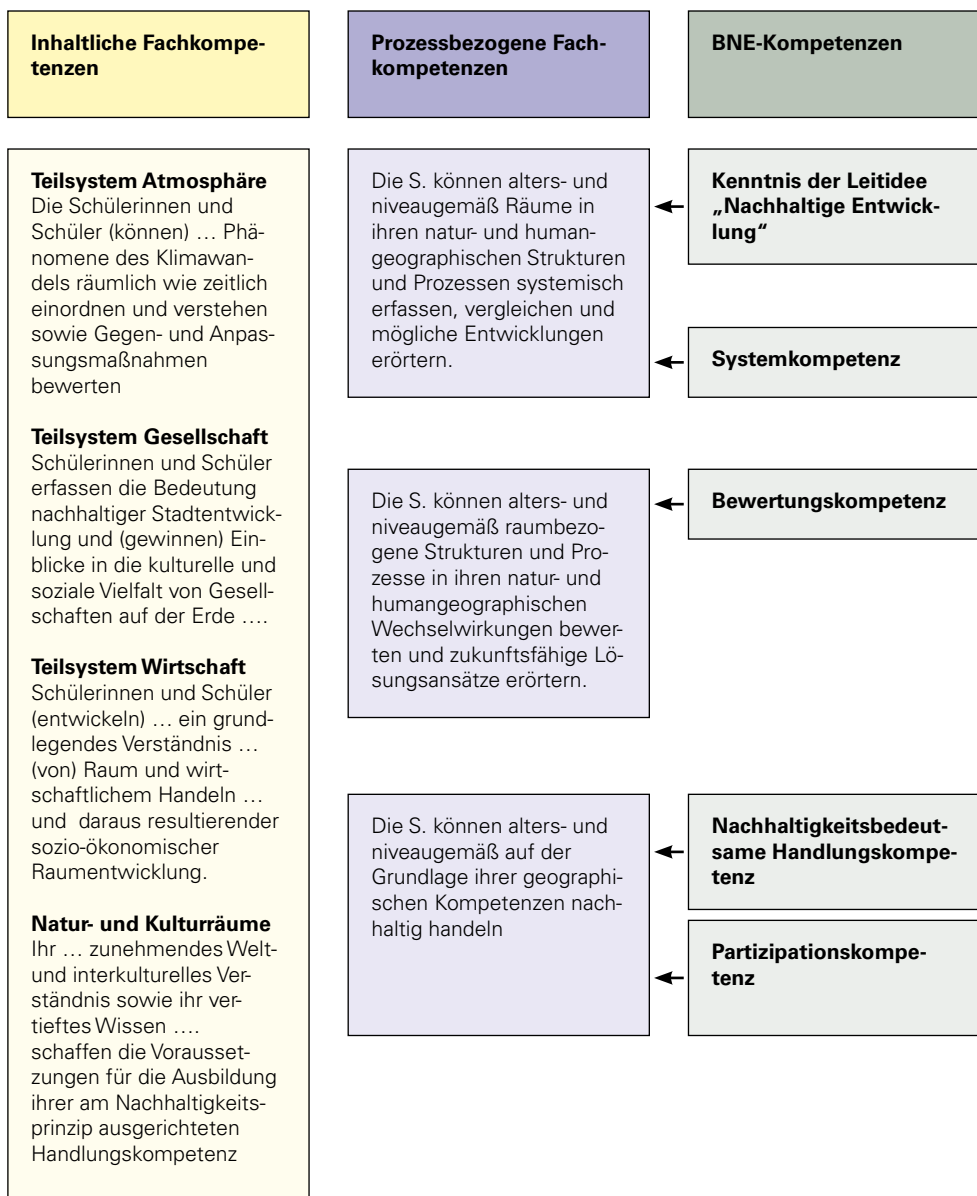 Inhaltliche Fachkompe-
tenzen
Prozessbezogene Fach-
kompetenzen
BNE-Kompetenzen
Teilsystem Atmosphäre
Die Schülerinnen und
Schüler (können) … Phä-
nomene des Klimawan-
dels räumlich wie zeitlich
einordnen und verstehen
sowie Gegen- und Anpas-
sungsmaßnahmen
bewerten
Teilsystem Gesellschaft
Schülerinnen und Schüler
erfassen die Bedeutung
nachhaltiger Stadtentwick-
lung und (gewinnen) Ein-
blicke in die kulturelle und
soziale Vielfalt von Gesell-
schaften auf der Erde ….
Teilsystem Wirtschaft
Schülerinnen und Schüler
(entwickeln) … ein grund-
legendes Verständnis …
(von) Raum und wirt-
schaftlichem Handeln …
und daraus resultierender
sozio-ökonomischer
Raumentwicklung.
Natur- und Kulturräume
Ihr … zunehmendes Welt-
und interkulturelles Ver-
ständnis sowie ihr ver-
tieftes Wissen ….
schaffen die Vorausset-
zungen für die Ausbildung
ihrer am Nachhaltigkeits-
prinzip ausgerichteten
Handlungskompetenz
Die S. können alters- und
niveaugemäß Räume in
ihren natur- und human-
geographischen Strukturen
und Prozessen systemisch
erfassen, vergleichen und
mögliche Entwicklungen
erörtern.
Die S. können alters- und
niveaugemäß raumbezo-
gene Strukturen und Pro-
zesse in ihren natur- und
humangeographischen
Wechselwirkungen bewer-
ten und zukunftsfähige Lö-
sungsansätze erörtern.
Die S. können alters- und
niveaugemäß auf der
Grundlage ihrer geographi-
schen Kompetenzen nach-
haltig handeln
Kenntnis der Leitidee
„Nachhaltige Entwick-
lung“
Systemkompetenz
Bewertungskompetenz
Nachhaltigkeitsbedeut-
same Handlungskompe-
tenz
Partizipationskompe-
tenz